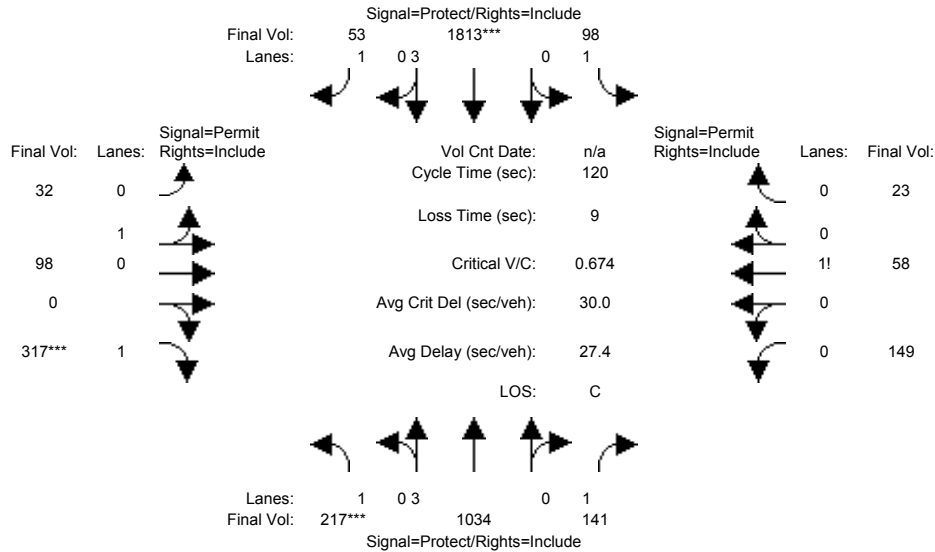 Signal=Protect/Rights=Include
Final Vol: 53 1813*** 98
Lanes: 1 0 3 0 1
Signal=Permit Signal=Permit
Final Vol: Lanes: Rights=Include Vol Cnt Date: n/a Rights=Include Lanes: Final Vol:
Cycle Time (sec): 120
32 0 0 23
Loss Time (sec): 9
1 0
98 0 Critical V/C: 0.674 1! 58
0 Avg Crit Del (sec/veh): 30.0 0
317*** 1 Avg Delay (sec/veh): 27.4 0 149
LOS: C
Lanes: 1 0 3 0 1
Final Vol: 217*** 1034 141
Signal=Protect/Rights=Include